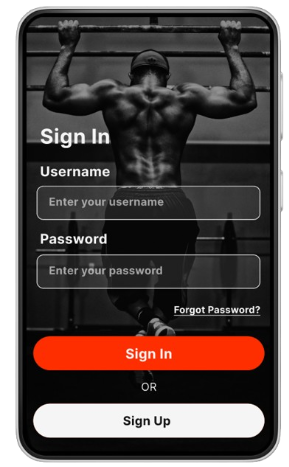 Sign In
Username
Enter your username
Password
Enter your password
Forgot Password?
Sign In
OR
Sign Up